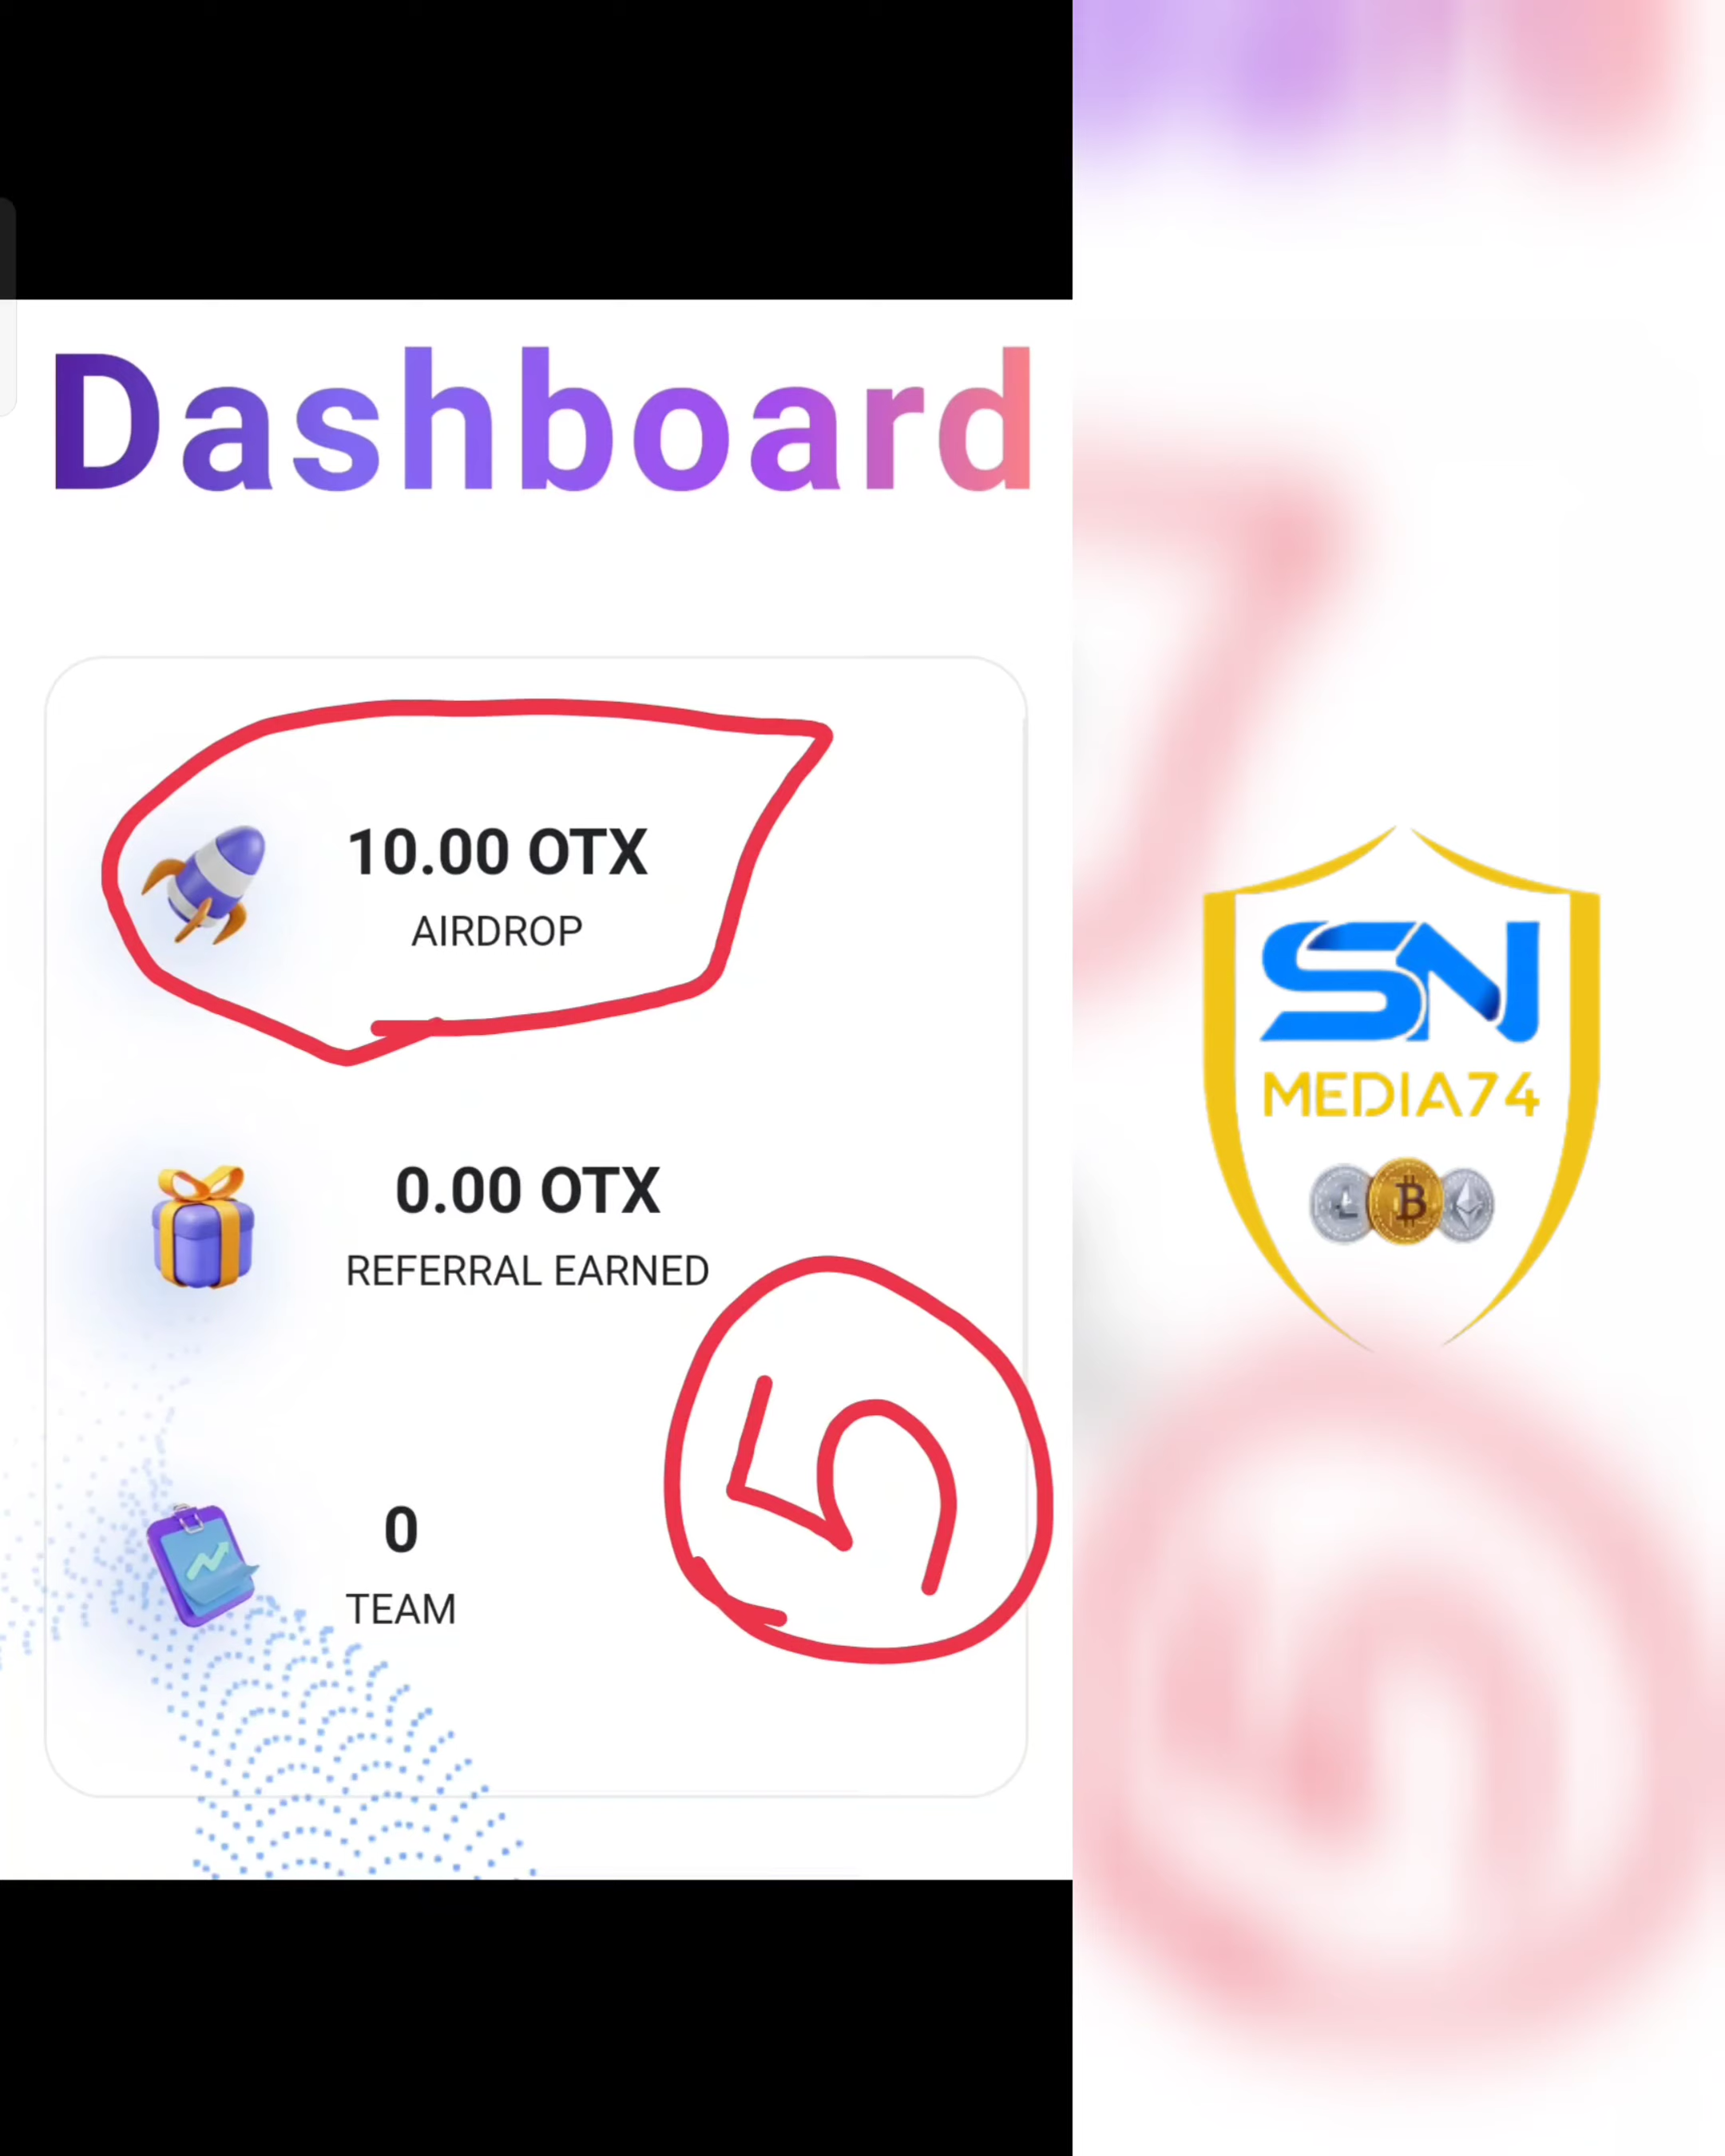 Dashboard
10.00 OTX
AIRDROP
0.00 OTX
REFERRAL EARNED
5
0
TEAM
SN
MEDIA74